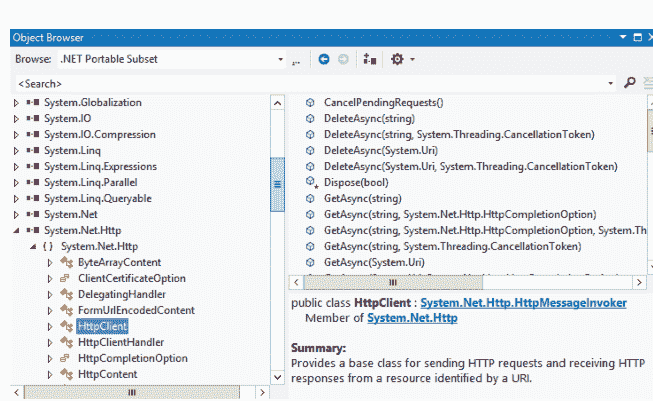 Object Browser
Browse: .NET Portable Subset
<Search>
System.Globalization
System.IO
System.IO.Compression
System.Linq
System.Linq.Expressions
System.Linq.Parallel
System.Linq.Queryable
System.Net
System.Net.Http
{ } System.Net.Http
ByteArrayContent
ClientCertificateOption
DelegatingHandler
FormUrlEncodedContent
HttpClient
HttpClientHandler
HttpCompletionOption
HttpContent
CancelPendingRequests()
DeleteAsync(string)
DeleteAsync(string, System.Threading.CancellationToken)
DeleteAsync(System.Uri)
DeleteAsync(System.Uri, System.Threading.CancellationToken)
Dispose(bool)
GetAsync(string)
GetAsync(string, System.Net.Http.HttpCompletionOption)
GetAsync(string, System.Net.Http.HttpCompletionOption, System.Th
GetAsync(string, System.Threading.CancellationToken)
GetAsync(System.Uri)
public class HttpClient : System.Net.Http.HttpMessageInvoker
Member of System.Net.Http
Summary:
Provides a base class for sending HTTP requests and receiving HTTP
responses from a resource identified by a URI.